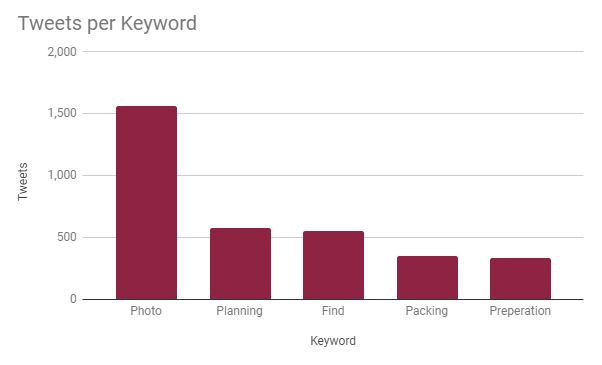 Tweets per Keyword
2,000
1,500
1,000
500
0
Tweets
Photo Planning Find Packing Preperation
Keyword